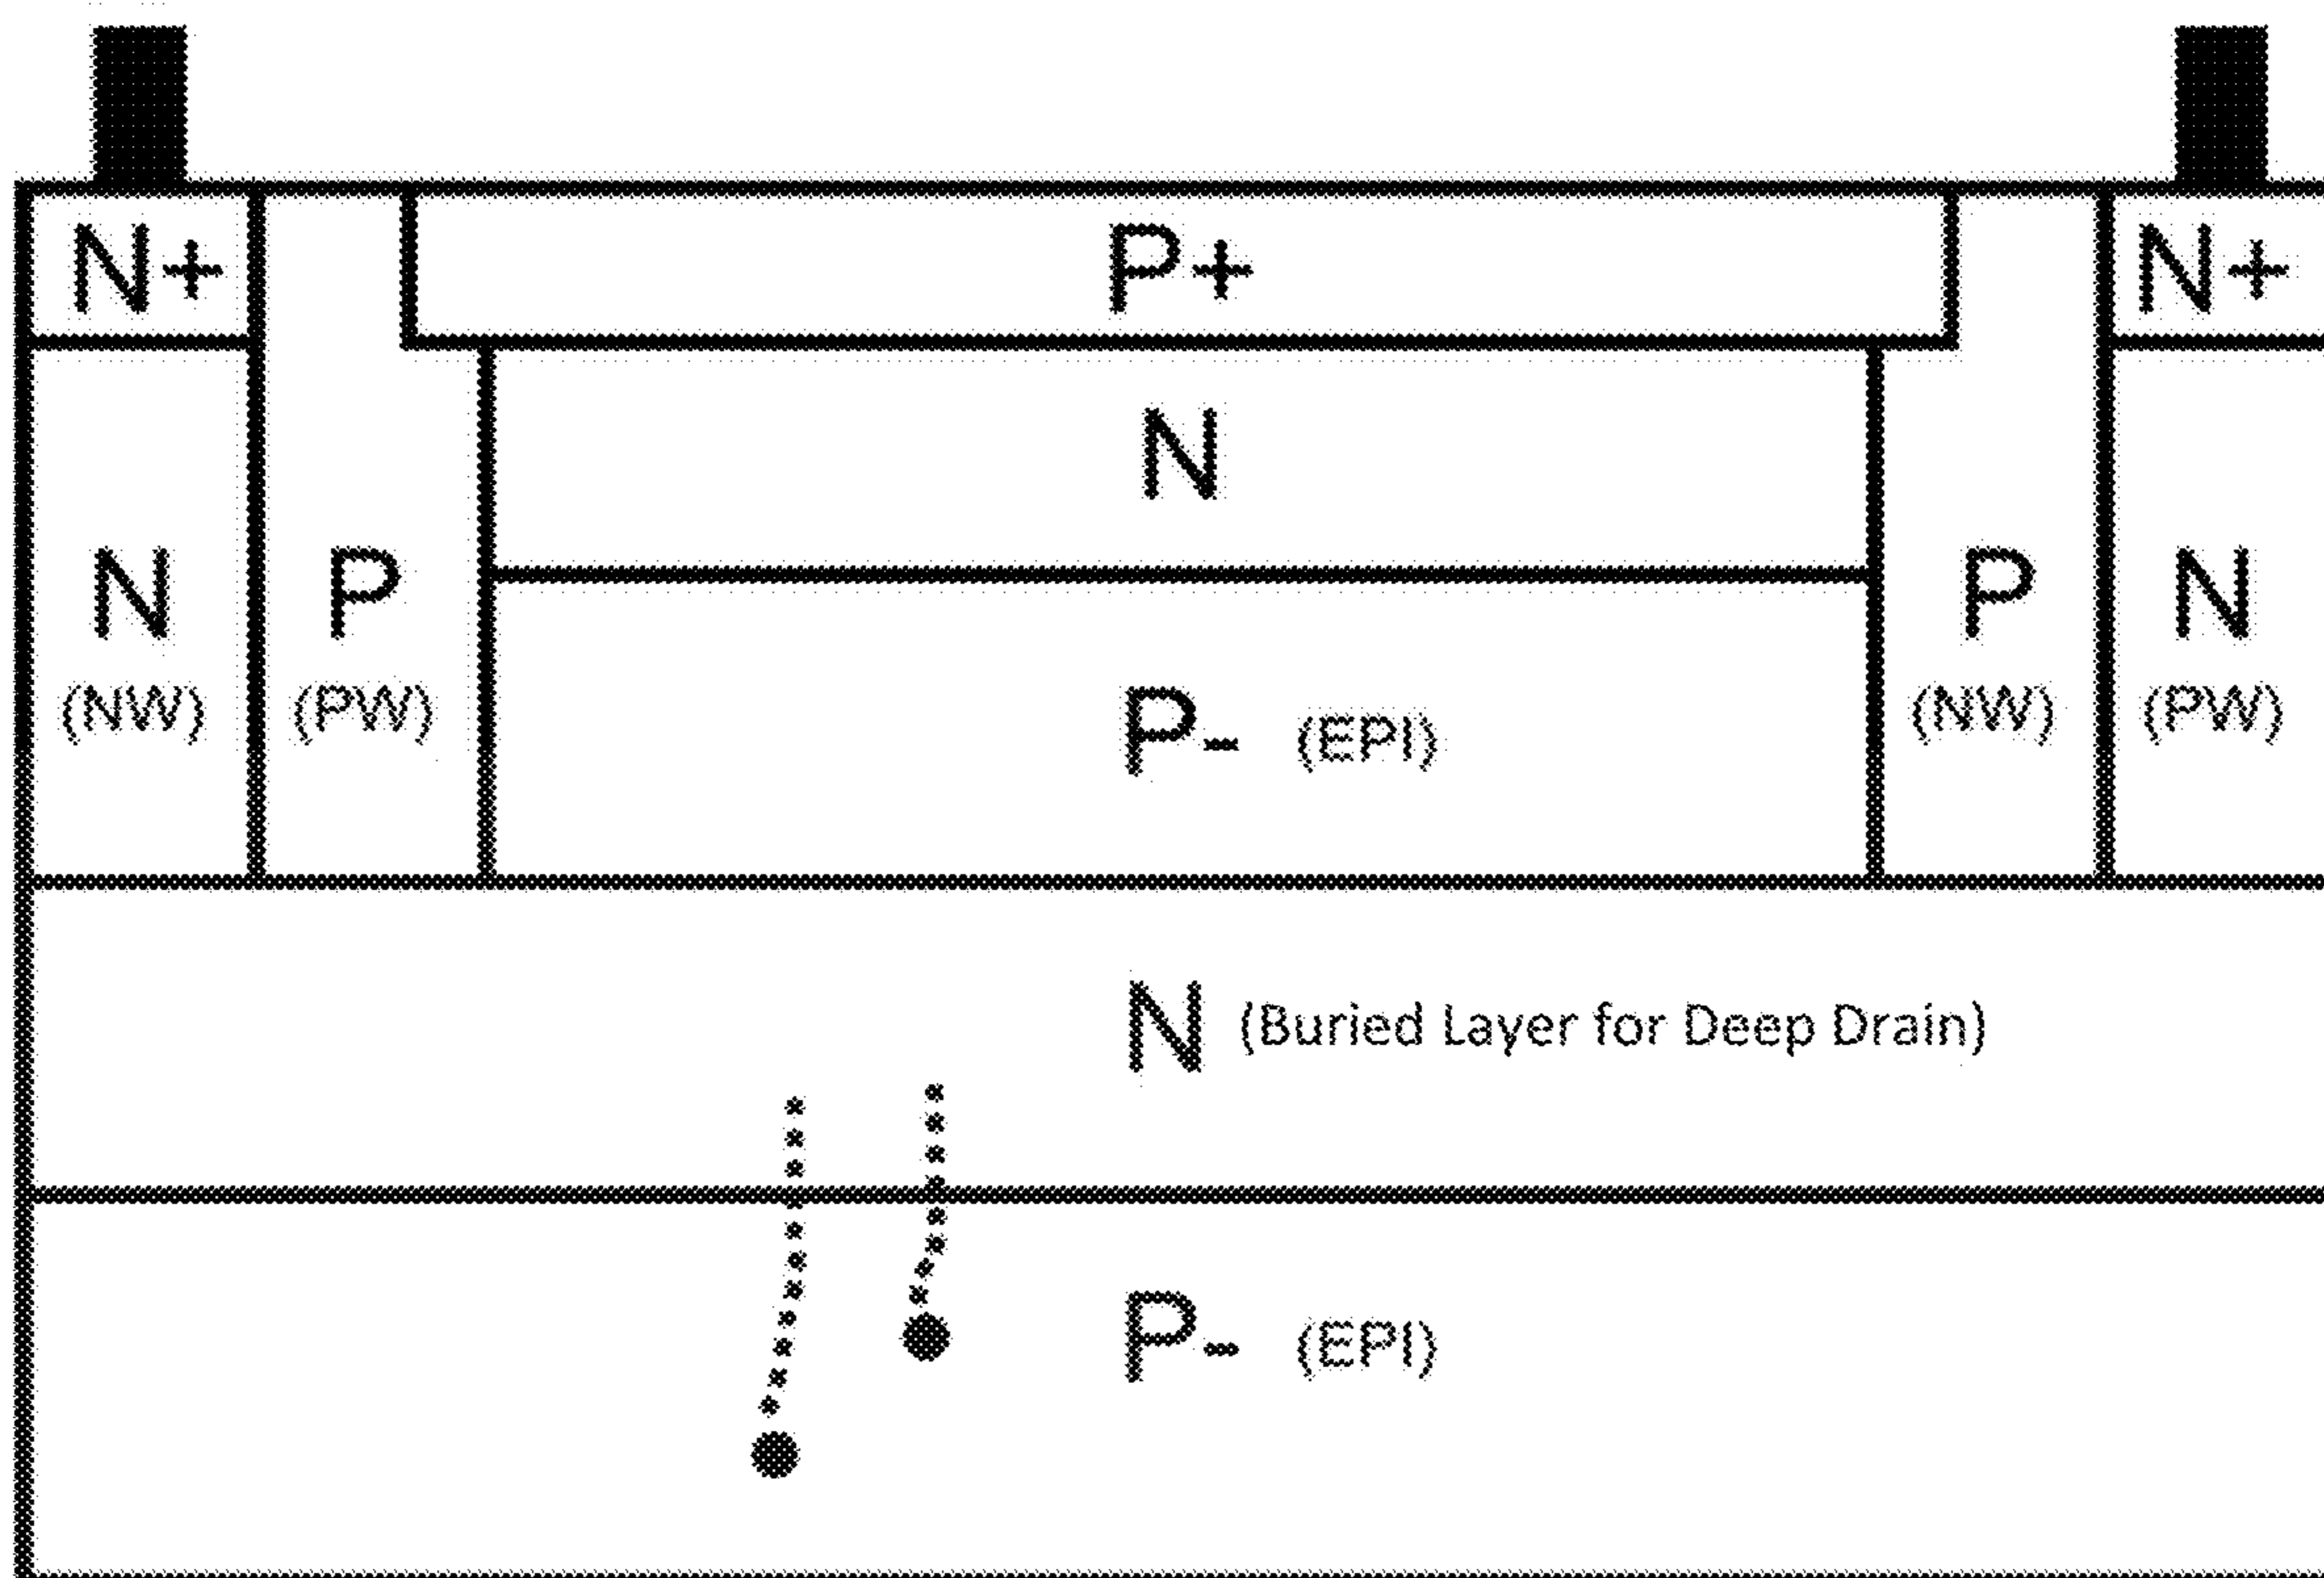 N+ P+ N+
N
N P P N
(NW) (PW) P- (EPI) (NW) (PW)
N (Buried Layer for Deep Drain)
P- (EPI)